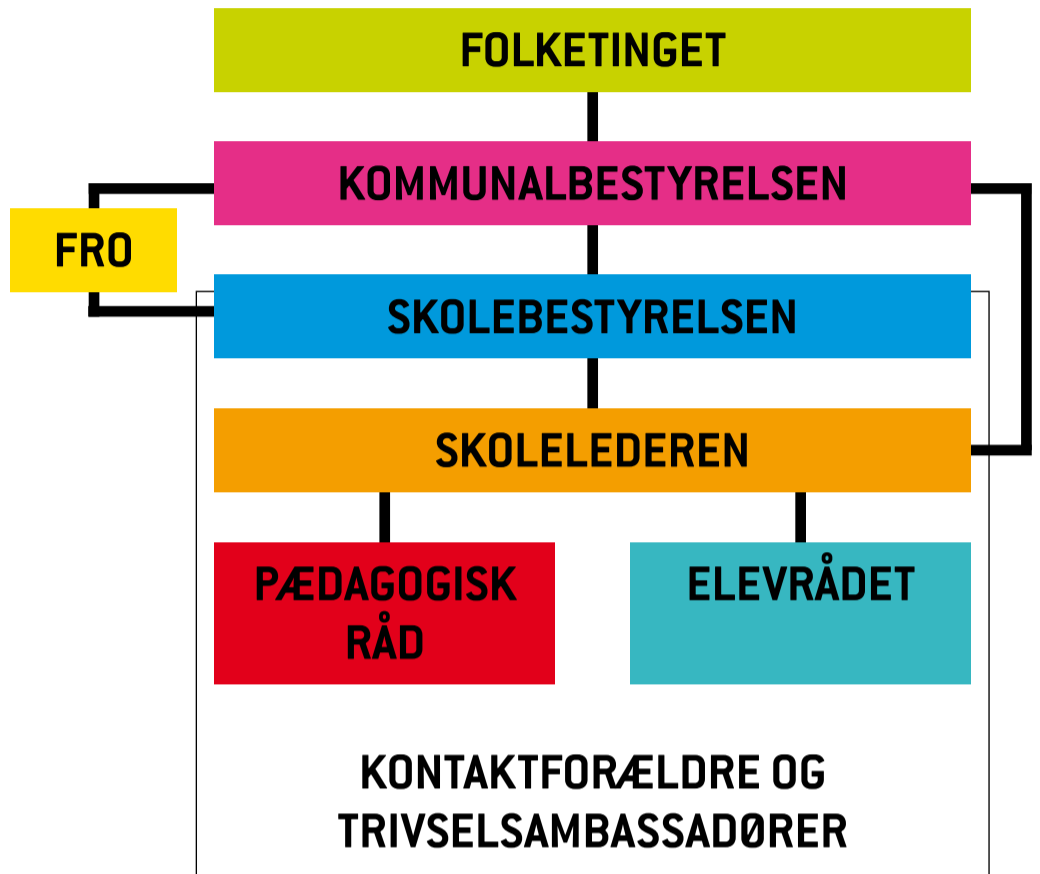 FOLKETINGET
KOMMUNALBESTYRELSEN
FRO
SKOLEBESTYRELSEN
SKOLELEDEREN
PÆDAGOGISK
RÅD
ELEVRÅDET
KONTAKTFORÆLDRE OG
TRIVSELSAMBASSADØRER